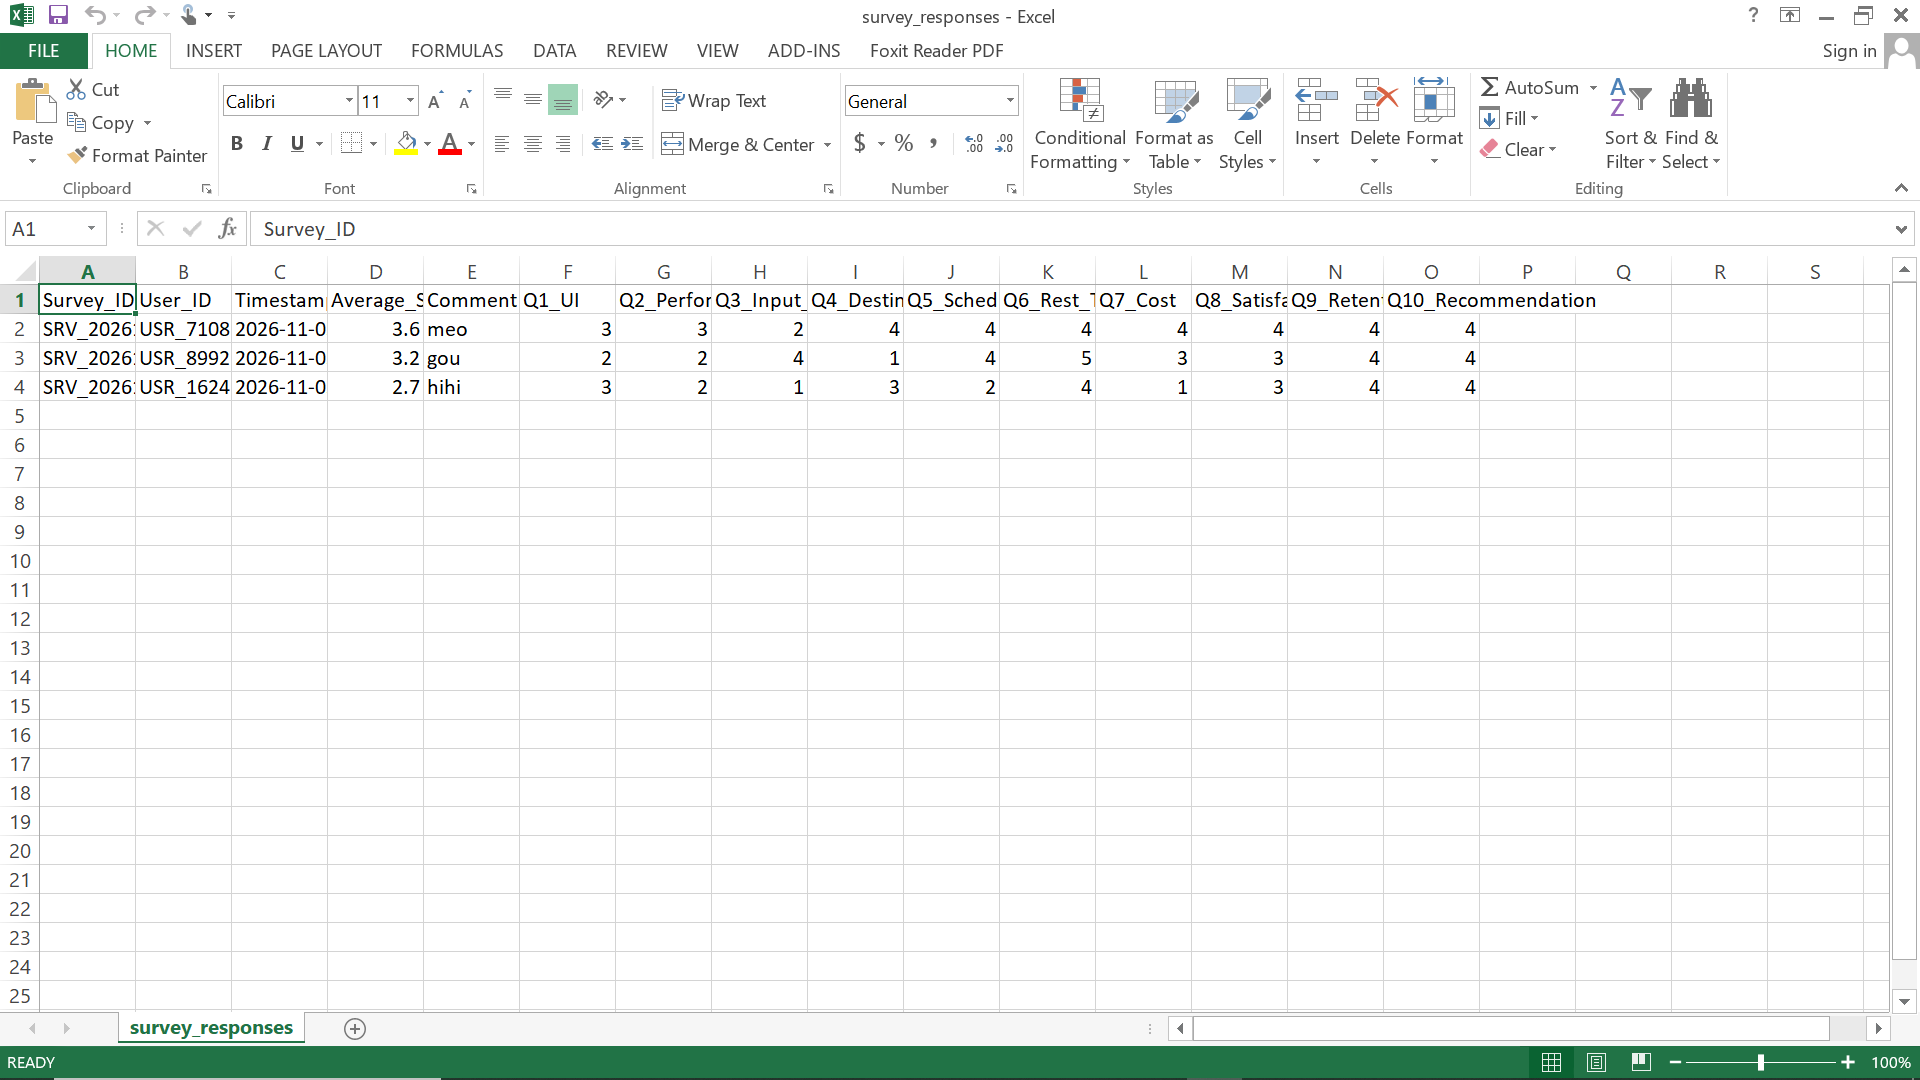 survey_responses - Excel
?
FILE HOME INSERT PAGE LAYOUT FORMULAS DATA REVIEW VIEW ADD-INS Foxit Reader PDF Sign in
Paste
Cut
Copy
Format Painter
Clipboard
Calibri 11
B I U
Font
Wrap Text
Merge & Center
Alignment
General
$ % ,
Number
Conditional Formatting
Format as Table
Cell Styles
Styles
Insert Delete Format
Cells
AutoSum
Fill
Clear
Sort & Filter
Find & Select
Editing
A1 fx Survey_ID
A B C D E F G H I J K L M N O P Q R S
1 Survey_ID User_ID Timestam Average_S Comment Q1_UI Q2_Perfor Q3_Input_ Q4_Destin Q5_Sched Q6_Rest_T Q7_Cost Q8_Satisfa Q9_Reten Q10_Recommendation
2 SRV_2026 USR_7108 2026-11-0 3.6 meo 3 3 2 4 4 4 4 4 4 4
3 SRV_2026 USR_8992 2026-11-0 3.2 gou 2 2 4 1 4 5 3 3 4 4
4 SRV_2026 USR_1624 2026-11-0 2.7 hihi 3 2 1 3 2 4 1 3 4 4
5
6
7
8
9
10
11
12
13
14
15
16
17
18
19
20
21
22
23
24
25
survey_responses
READY 100%